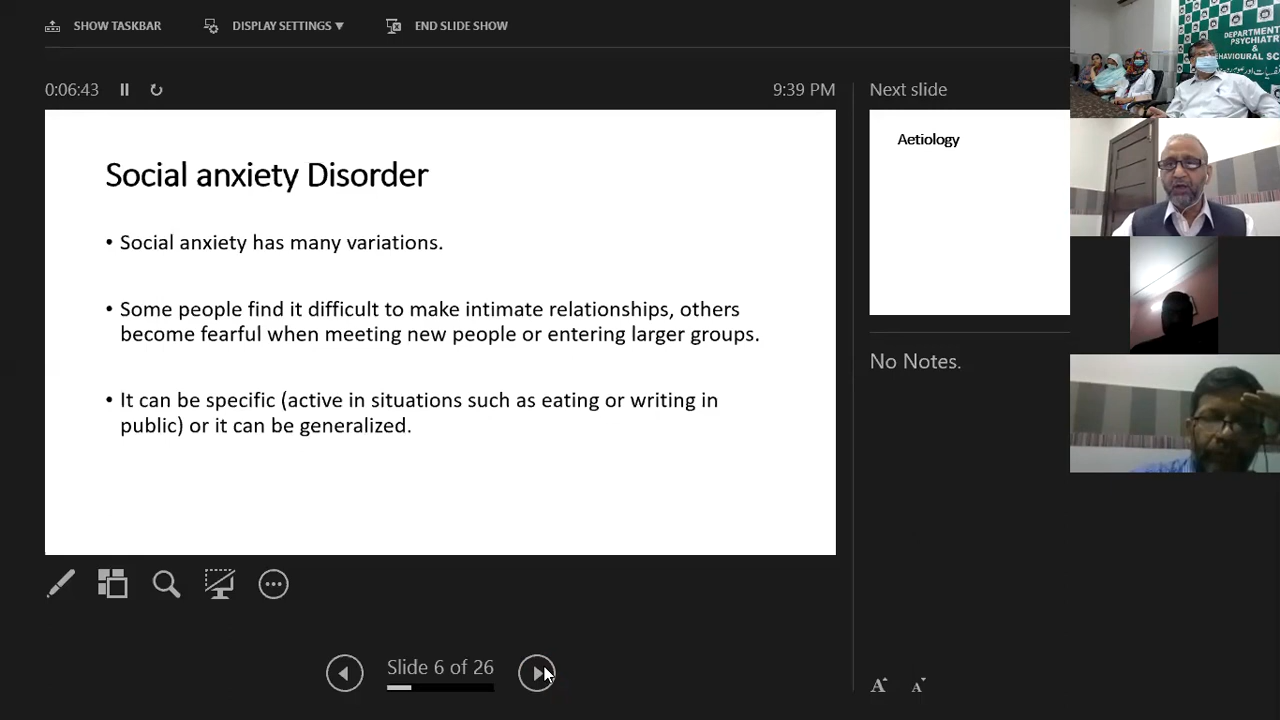 SHOW TASKBAR
DISPLAY SETTINGS ▼
END SLIDE SHOW
0:06:43
9:39 PM
Social anxiety Disorder
• Social anxiety has many variations.
• Some people find it difficult to make intimate relationships, others
become fearful when meeting new people or entering larger groups.
• It can be specific (active in situations such as eating or writing in
public) or it can be generalized.
Slide 6 of 26
Next slide
Aetiology
No Notes.
A A
DEPARTMENT
PSYCHIATR
&
EHAVIOURAL SC